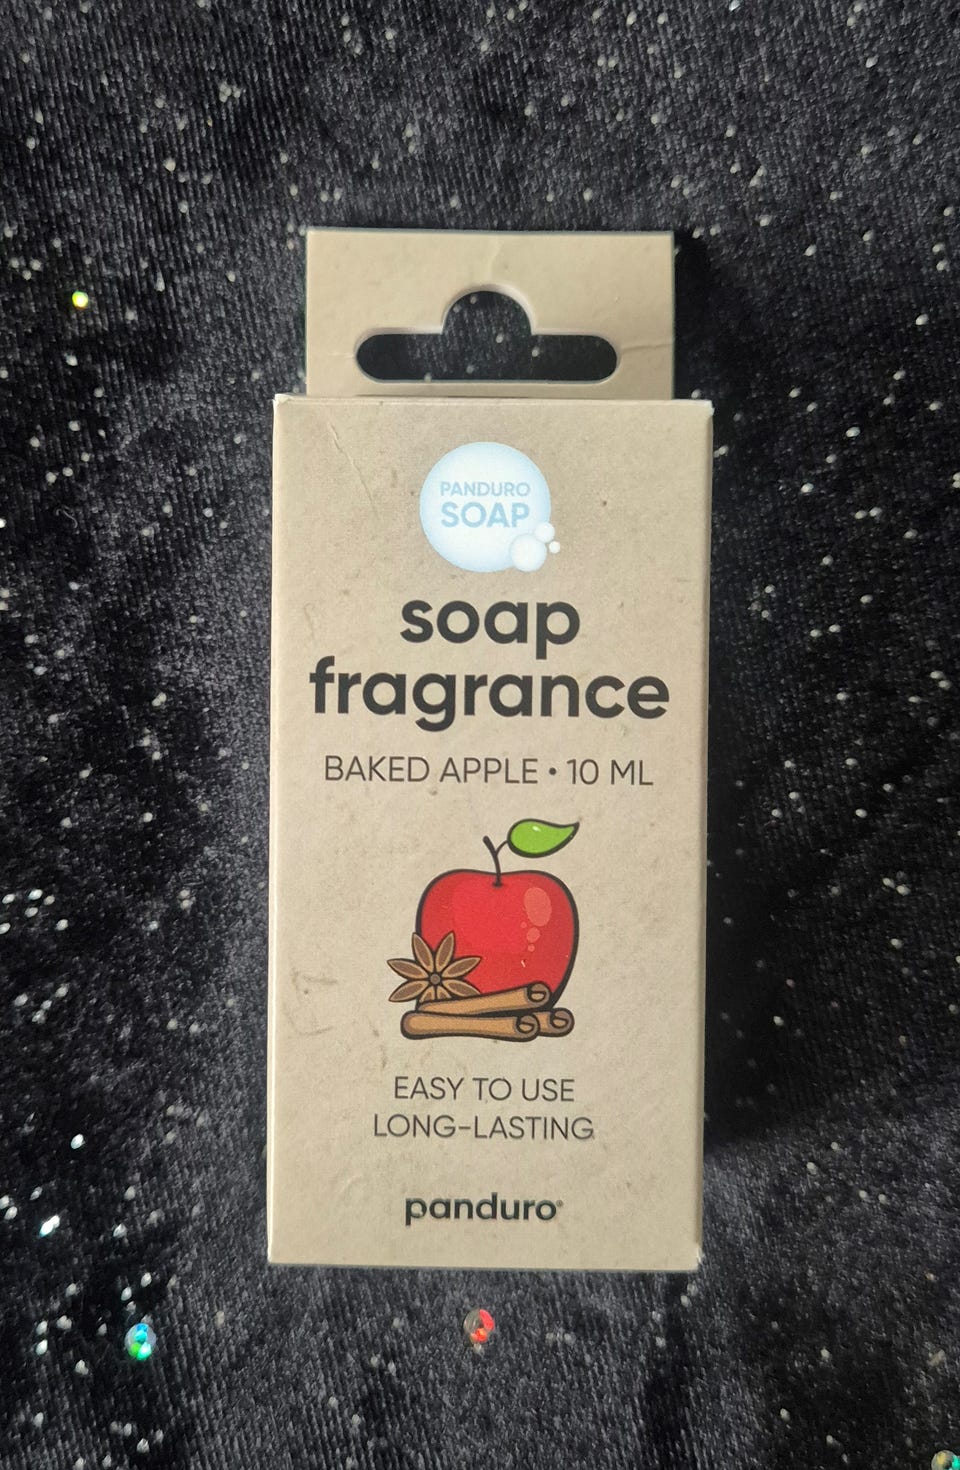 PANDURO
SOAP
soap
fragrance
BAKED APPLE • 10 ML
EASY TO USE
LONG-LASTING
panduro®